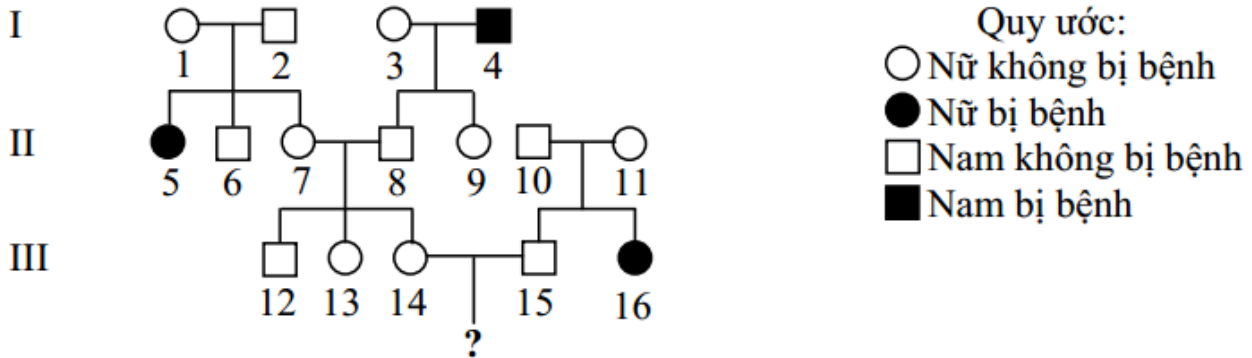 I
1 2 3 4
II
5 6 7 8 9 10 11
III
12 13 14 15 16
?
Quy ước:
Nữ không bị bệnh
Nữ bị bệnh
Nam không bị bệnh
Nam bị bệnh